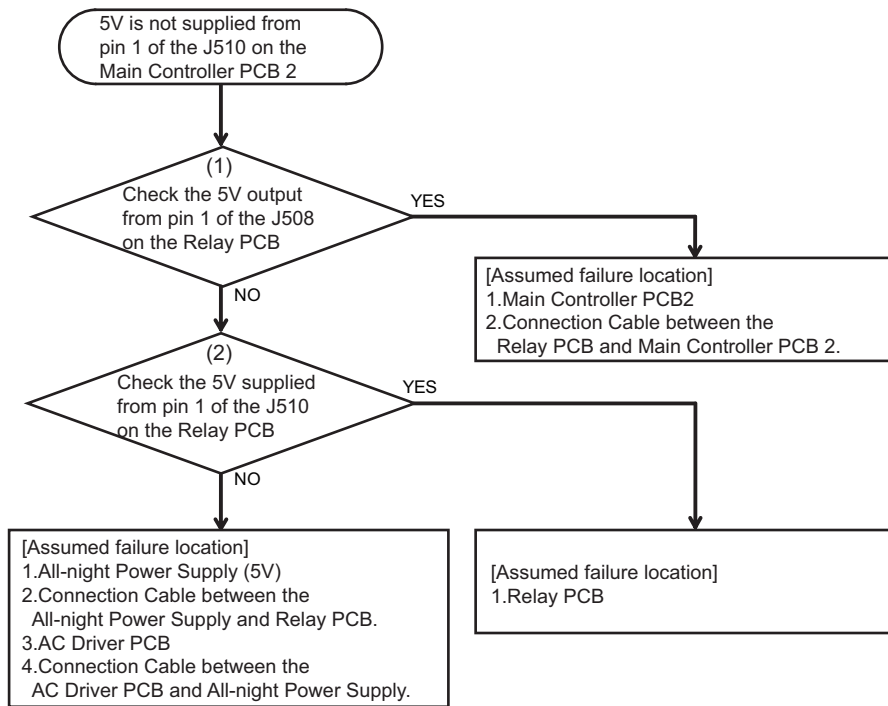 5V is not supplied from
pin 1 of the J510 on the
Main Controller PCB 2
(1)
Check the 5V output
from pin 1 of the J508
on the Relay PCB
YES
NO
[Assumed failure location]
1.Main Controller PCB2
2.Connection Cable between the
Relay PCB and Main Controller PCB 2.
(2)
Check the 5V supplied
from pin 1 of the J510
on the Relay PCB
YES
NO
[Assumed failure location]
1.All-night Power Supply (5V)
2.Connection Cable between the
All-night Power Supply and Relay PCB.
3.AC Driver PCB
4.Connection Cable between the
AC Driver PCB and All-night Power Supply.
[Assumed failure location]
1.Relay PCB